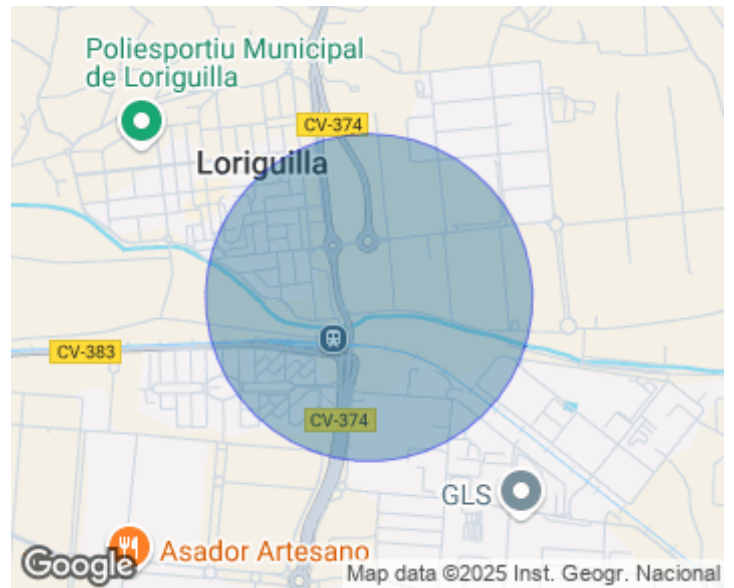 Poliesportiu Municipal
de Loriguilla
CV-374
Loriguilla
CV-383
CV-374
GLS
Asador Artesano
Google
Map data ©2025 Inst. Geogr. Nacional